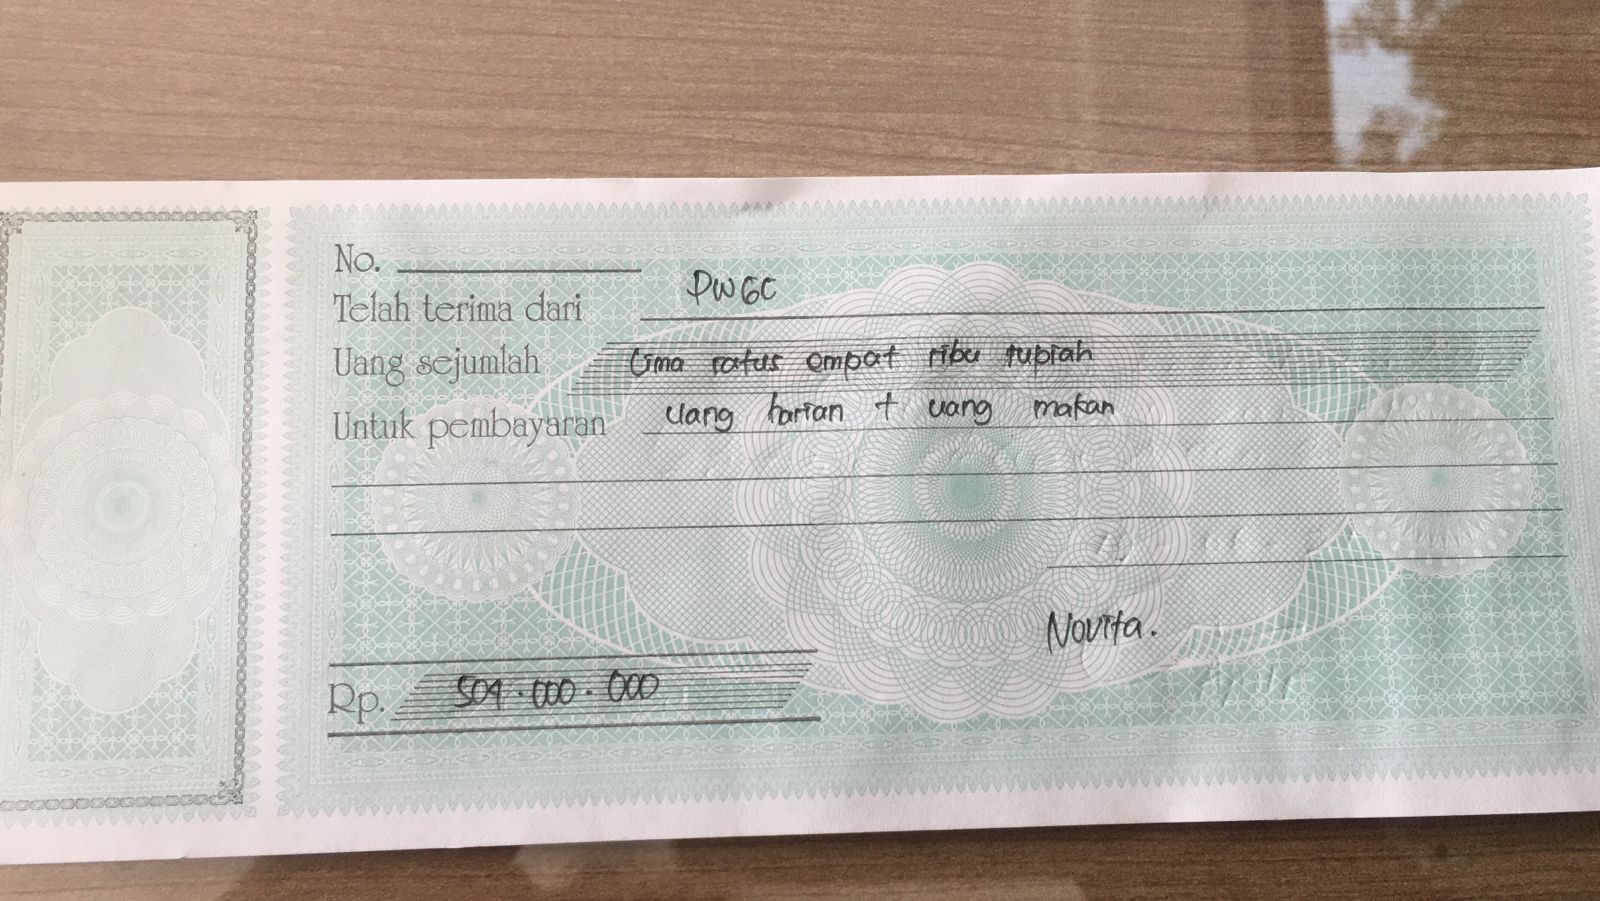 No.
Telah terima dari PWGC
Uang sejumlah Lima ratus empat ribu rupiah
Untuk pembayaran Uang harian + uang makan
Novita.
Rp. 504.000.000